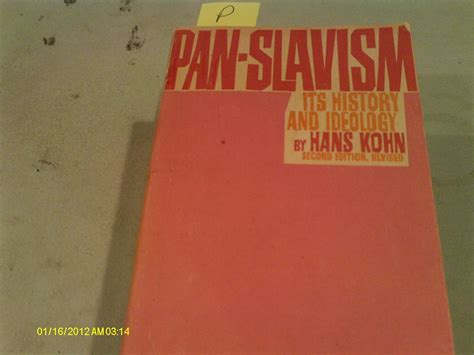 P
PAN-SLAVISM
ITS HISTORY
AND IDEOLOGY
BY HANS KOHN
SECOND EDITION, REVISED
01/16/2012 AM 03:14